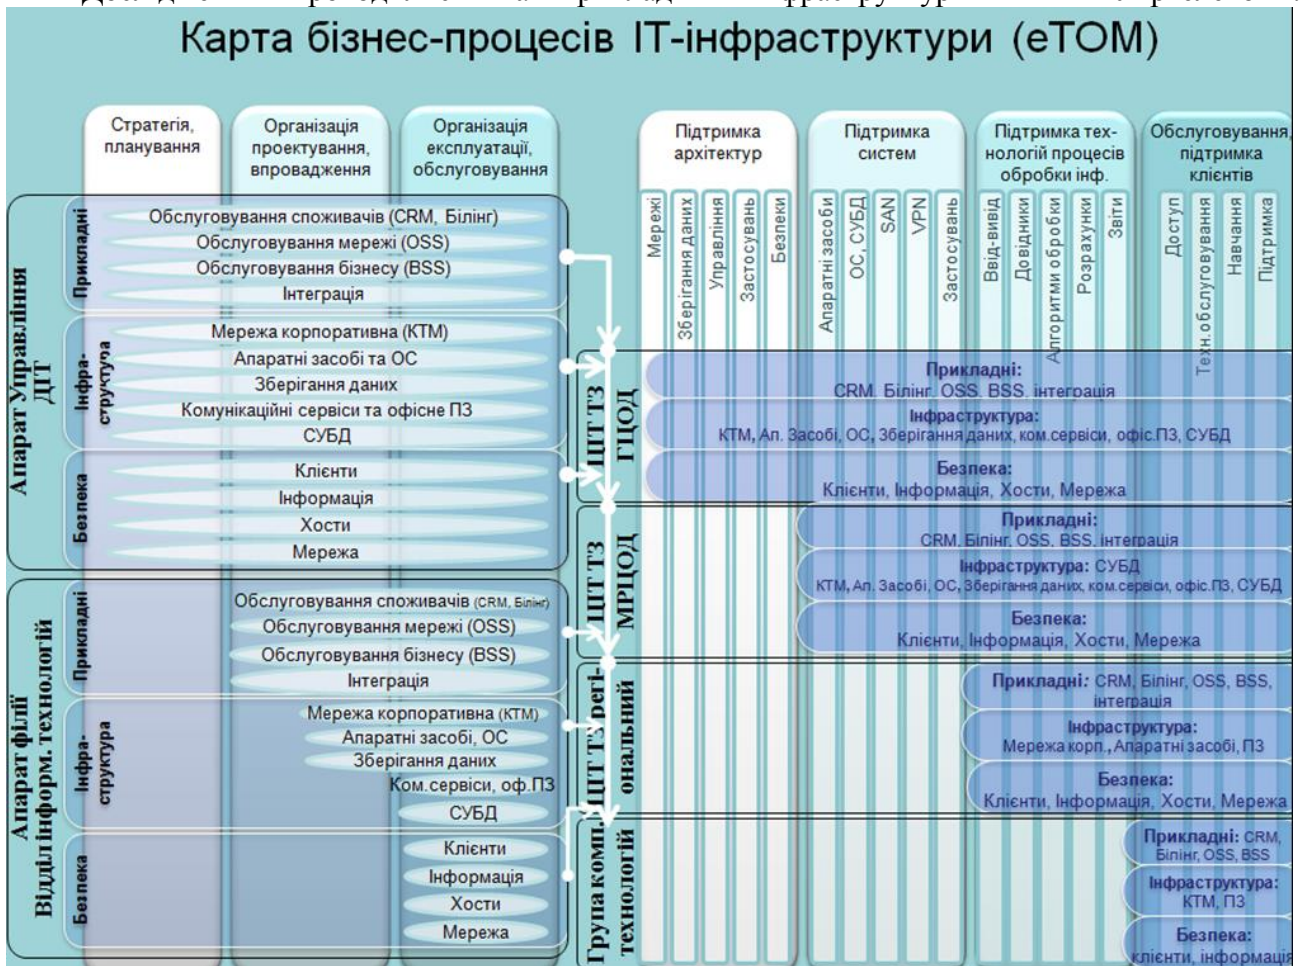 Карта бізнес-процесів ІТ-інфраструктури (eTOM)
Стратегія,
планування
Організація
проектування,
впровадження
Організація
експлуатації,
обслуговування
Підтримка
архітектур
Підтримка
систем
Підтримка тех-
нологій процесів
обробки інф.
Обслуговування,
підтримка
клієнтів
Мережі
Зберігання даних
Управління
Застосувань
Безпеки
Апаратні засоби
ОС, СУБД
SAN
VPN
Застосувань
Ввід-вивід
Довідники
Алгоритми обробки
Розрахунки
Звіти
Доступ
Техн.обслуговування
Навчання
Підтримка
Апарат Управління
ДІТ
Прикладні
Обслуговування споживачів (CRM, Білінг)
Обслуговування мережі (OSS)
Обслуговування бізнесу (BSS)
Інтеграція
Інфра-
структура
Мережа корпоративна (КТМ)
Апаратні засобі та ОС
Зберігання даних
Комунікаційні сервіси та офісне ПЗ
СУБД
Безпека
Клієнти
Інформація
Хости
Мережа
Апарат філії
Відділ інформ. технологій
Прикладні
Обслуговування споживачів (CRM, Білінг)
Обслуговування мережі (OSS)
Обслуговування бізнесу (BSS)
Інтеграція
Інфра-
структура
Мережа корпоративна (КТМ)
Апаратні засобі, ОС
Зберігання даних
Ком.сервіси, оф.ПЗ
СУБД
Безпека
Клієнти
Інформація
Хости
Мережа
ЦІТ ТЗ
ГЦОД
Прикладні:
CRM, Білінг, OSS, BSS, інтеграція
Інфраструктура:
КТМ, Ап. Засобі, ОС, Зберігання даних, ком.сервіси, офіс.ПЗ, СУБД
Безпека:
Клієнти, Інформація, Хости, Мережа
ЦІТ ТЗ
МРЦОД
Прикладні:
CRM, Білінг, OSS, BSS, інтеграція
Інфраструктура: СУБД
КТМ, Ап. Засобі, ОС, Зберігання даних, ком.сервіси, офіс.ПЗ, СУБД
Безпека:
Клієнти, Інформація, Хости, Мережа
ЦІТ ТЗ регі-
ональний
Прикладні: CRM, Білінг, OSS, BSS,
інтеграція
Інфраструктура:
Мережа корп., Апаратні засобі, ПЗ
Безпека:
Клієнти, Інформація, Хости, Мережа
Група комп.
технологій
Прикладні: CRM,
Білінг, OSS, BSS
Інфраструктура:
КТМ, ПЗ
Безпека:
клієнти, інформація